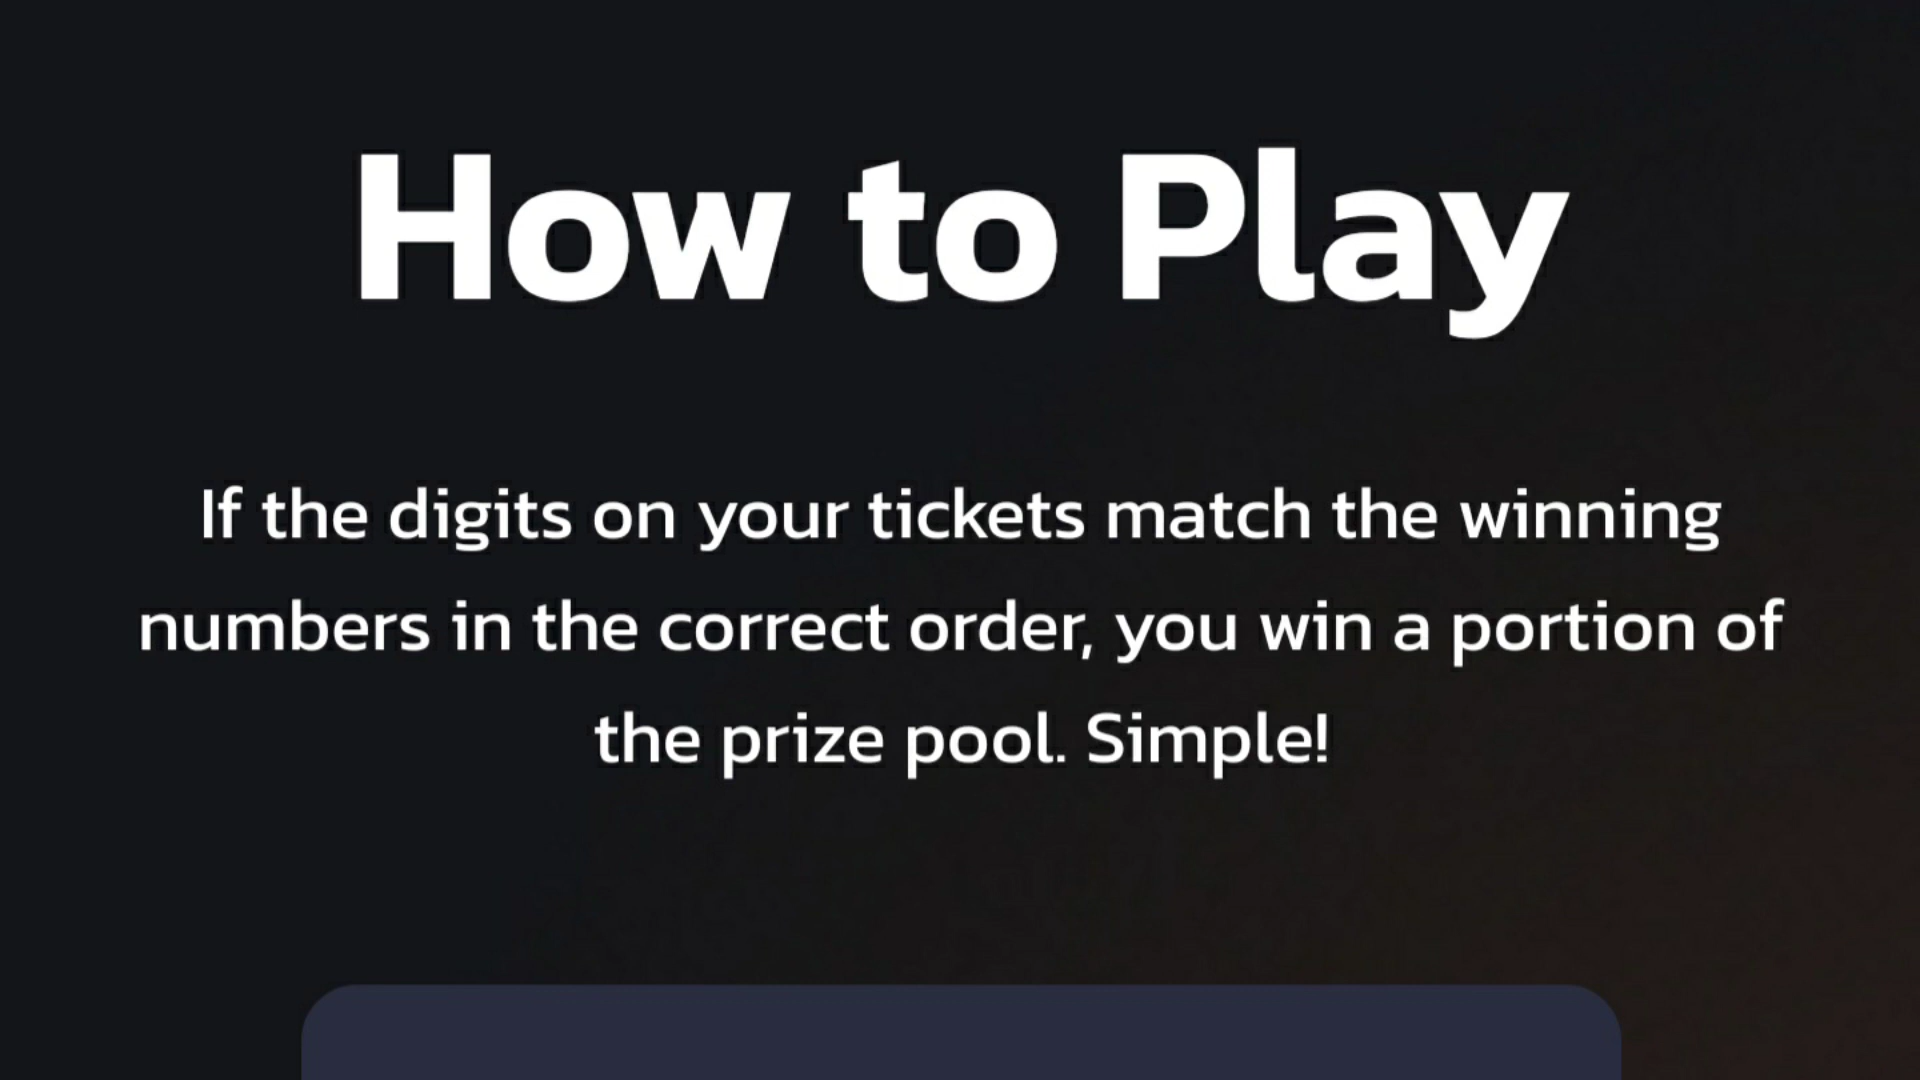 How to Play
If the digits on your tickets match the winning
numbers in the correct order, you win a portion of
the prize pool. Simple!